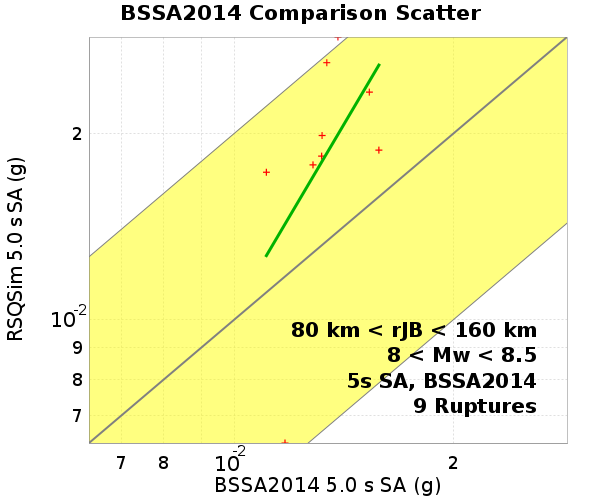 BSSA2014 Comparison Scatter
RSQSim 5.0 s SA (g)
2
10-2
9
8
7
80 km < rJB < 160 km
8 < Mw < 8.5
5s SA, BSSA2014
9 Ruptures
7 8 10-2 2
BSSA2014 5.0 s SA (g)